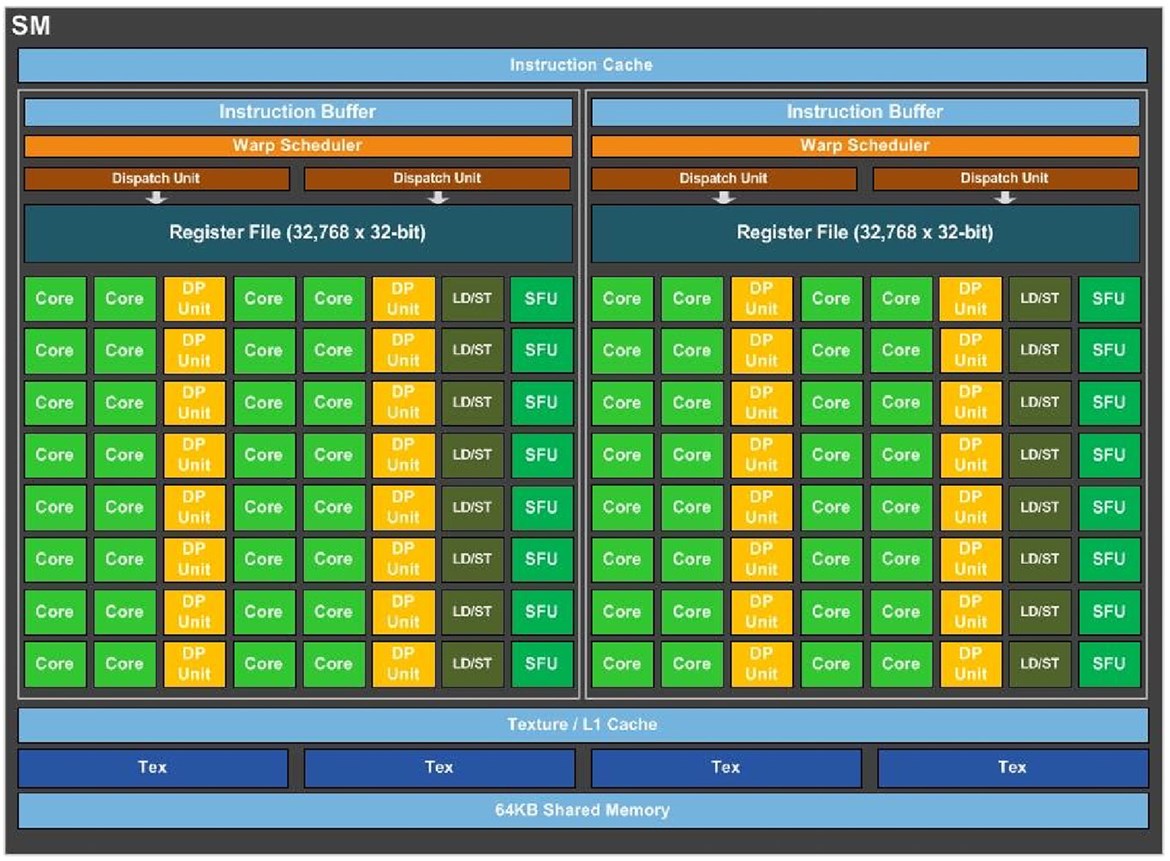 SM
Instruction Cache
Instruction Buffer Instruction Buffer
Warp Scheduler Warp Scheduler
Dispatch Unit Dispatch Unit Dispatch Unit Dispatch Unit
Register File (32,768 x 32-bit) Register File (32,768 x 32-bit)
Core Core DP Unit Core Core DP Unit LD/ST SFU Core Core DP Unit Core Core DP Unit LD/ST SFU
Core Core DP Unit Core Core DP Unit LD/ST SFU Core Core DP Unit Core Core DP Unit LD/ST SFU
Core Core DP Unit Core Core DP Unit LD/ST SFU Core Core DP Unit Core Core DP Unit LD/ST SFU
Core Core DP Unit Core Core DP Unit LD/ST SFU Core Core DP Unit Core Core DP Unit LD/ST SFU
Core Core DP Unit Core Core DP Unit LD/ST SFU Core Core DP Unit Core Core DP Unit LD/ST SFU
Core Core DP Unit Core Core DP Unit LD/ST SFU Core Core DP Unit Core Core DP Unit LD/ST SFU
Core Core DP Unit Core Core DP Unit LD/ST SFU Core Core DP Unit Core Core DP Unit LD/ST SFU
Core Core DP Unit Core Core DP Unit LD/ST SFU Core Core DP Unit Core Core DP Unit LD/ST SFU
Texture / L1 Cache
Tex Tex Tex Tex
64KB Shared Memory